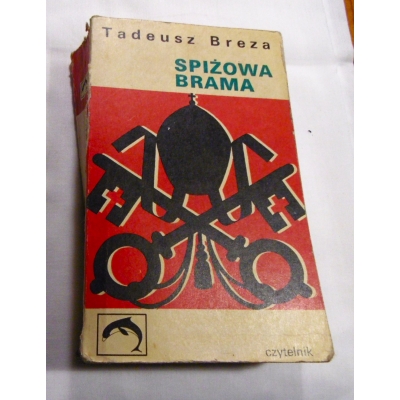 Tadeusz Breza
SPIŻOWA
BRAMA
czytelnik